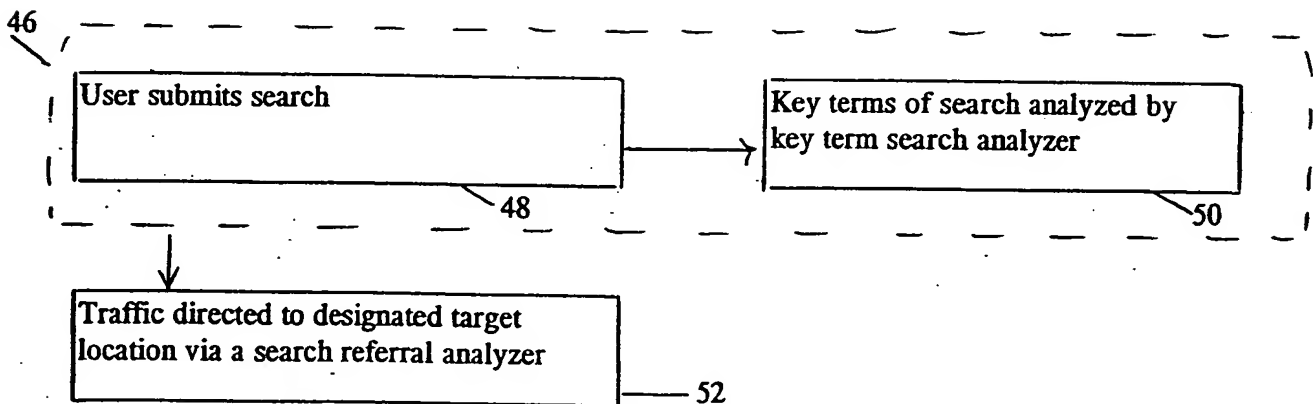 46
User submits search
48
Key terms of search analyzed by
key term search analyzer
50
Traffic directed to designated target
location via a search referral analyzer
52